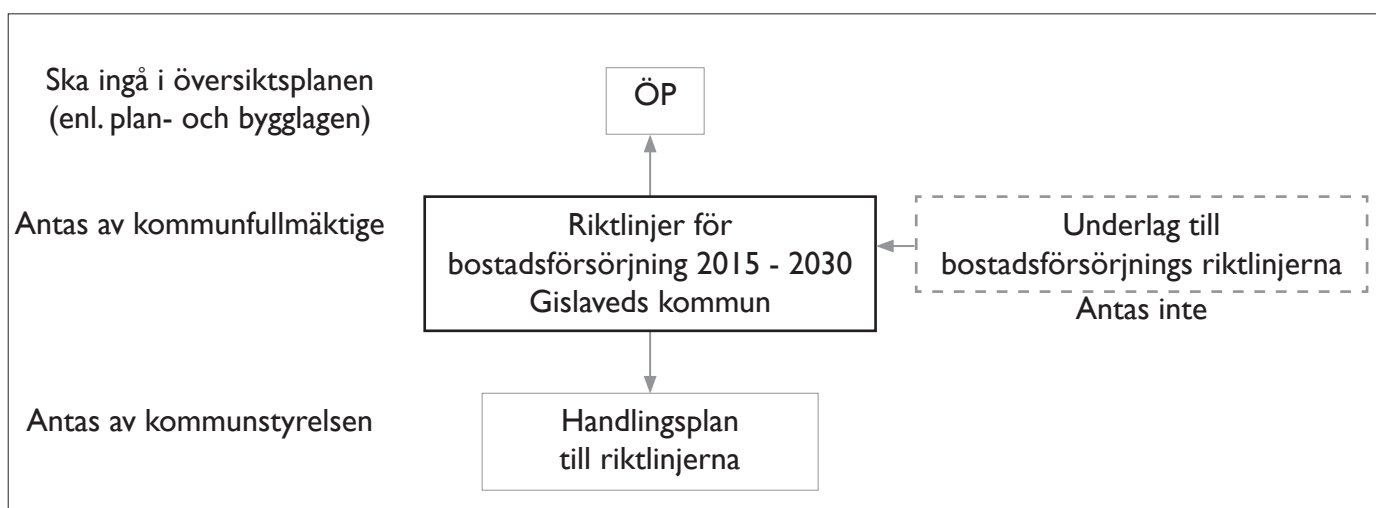 Ska ingå i översiktsplanen
(enl. plan- och bygglagen)
ÖP
Antas av kommunfullmäktige
Riktlinjer för
bostadsförsörjning 2015 - 2030
Gislaveds kommun
Underlag till
bostadsförsörjnings riktlinjerna
Antas inte
Antas av kommunstyrelsen
Handlingsplan
till riktlinjerna